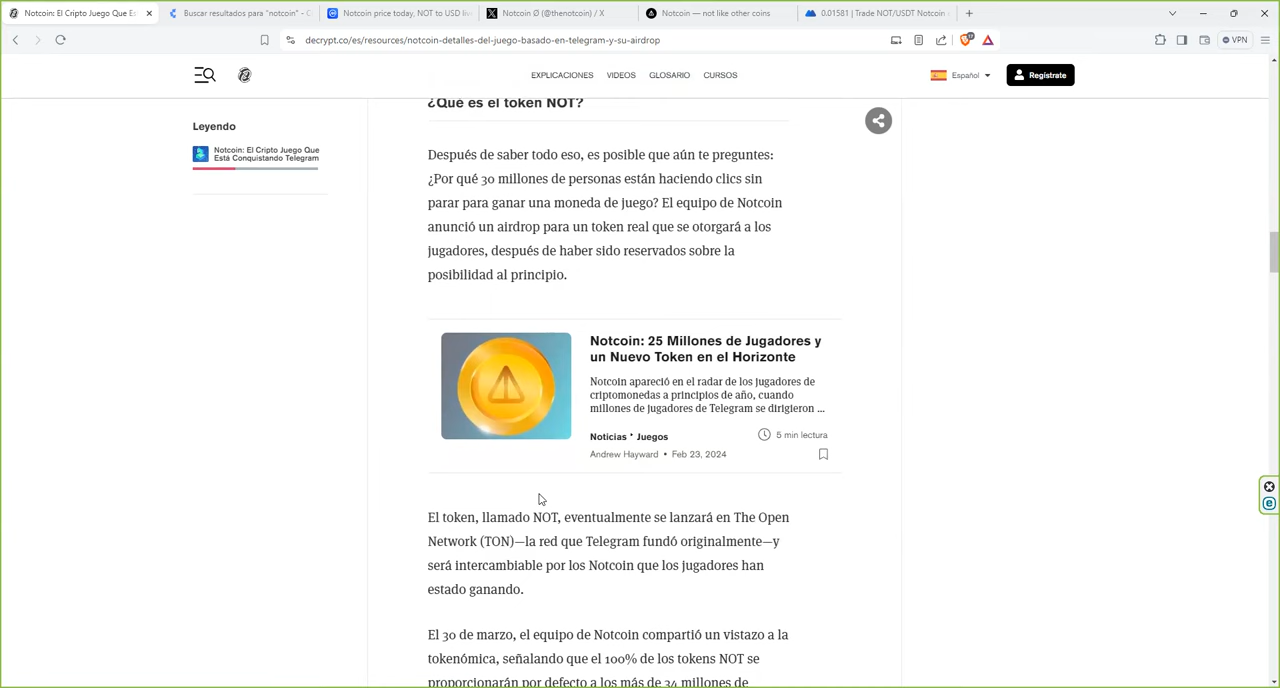 Notcoin: El Cripto Juego Que Es
Buscar resultados para "notcoin" – C
Notcoin price today, NOT to USD live
Notcoin Ø (@thenotcoin) / X
Notcoin — not like other coins
0.01581 | Trade NOT/USDT Notcoin
decrypt.co/es/resources/notcoin-detalles-del-juego-basado-en-telegram-y-su-airdrop
VPN
EXPLICACIONES VIDEOS GLOSARIO CURSOS
Español
Regístrate
¿Qué es el token NOT?
Leyendo
Notcoin: El Cripto Juego Que
Está Conquistando Telegram
Después de saber todo eso, es posible que aún te preguntes:
¿Por qué 30 millones de personas están haciendo clics sin
parar para ganar una moneda de juego? El equipo de Notcoin
anunció un airdrop para un token real que se otorgará a los
jugadores, después de haber sido reservados sobre la
posibilidad al principio.
Notcoin: 25 Millones de Jugadores y
un Nuevo Token en el Horizonte
Notcoin apareció en el radar de los jugadores de
criptomonedas a principios de año, cuando
millones de jugadores de Telegram se dirigieron ...
Noticias • Juegos
5 min lectura
Andrew Hayward • Feb 23, 2024
El token, llamado NOT, eventualmente se lanzará en The Open
Network (TON)—la red que Telegram fundó originalmente—y
será intercambiable por los Notcoin que los jugadores han
estado ganando.
El 30 de marzo, el equipo de Notcoin compartió un vistazo a la
tokenómica, señalando que el 100% de los tokens NOT se
proporcionarán por defecto a los más de 34 millones de